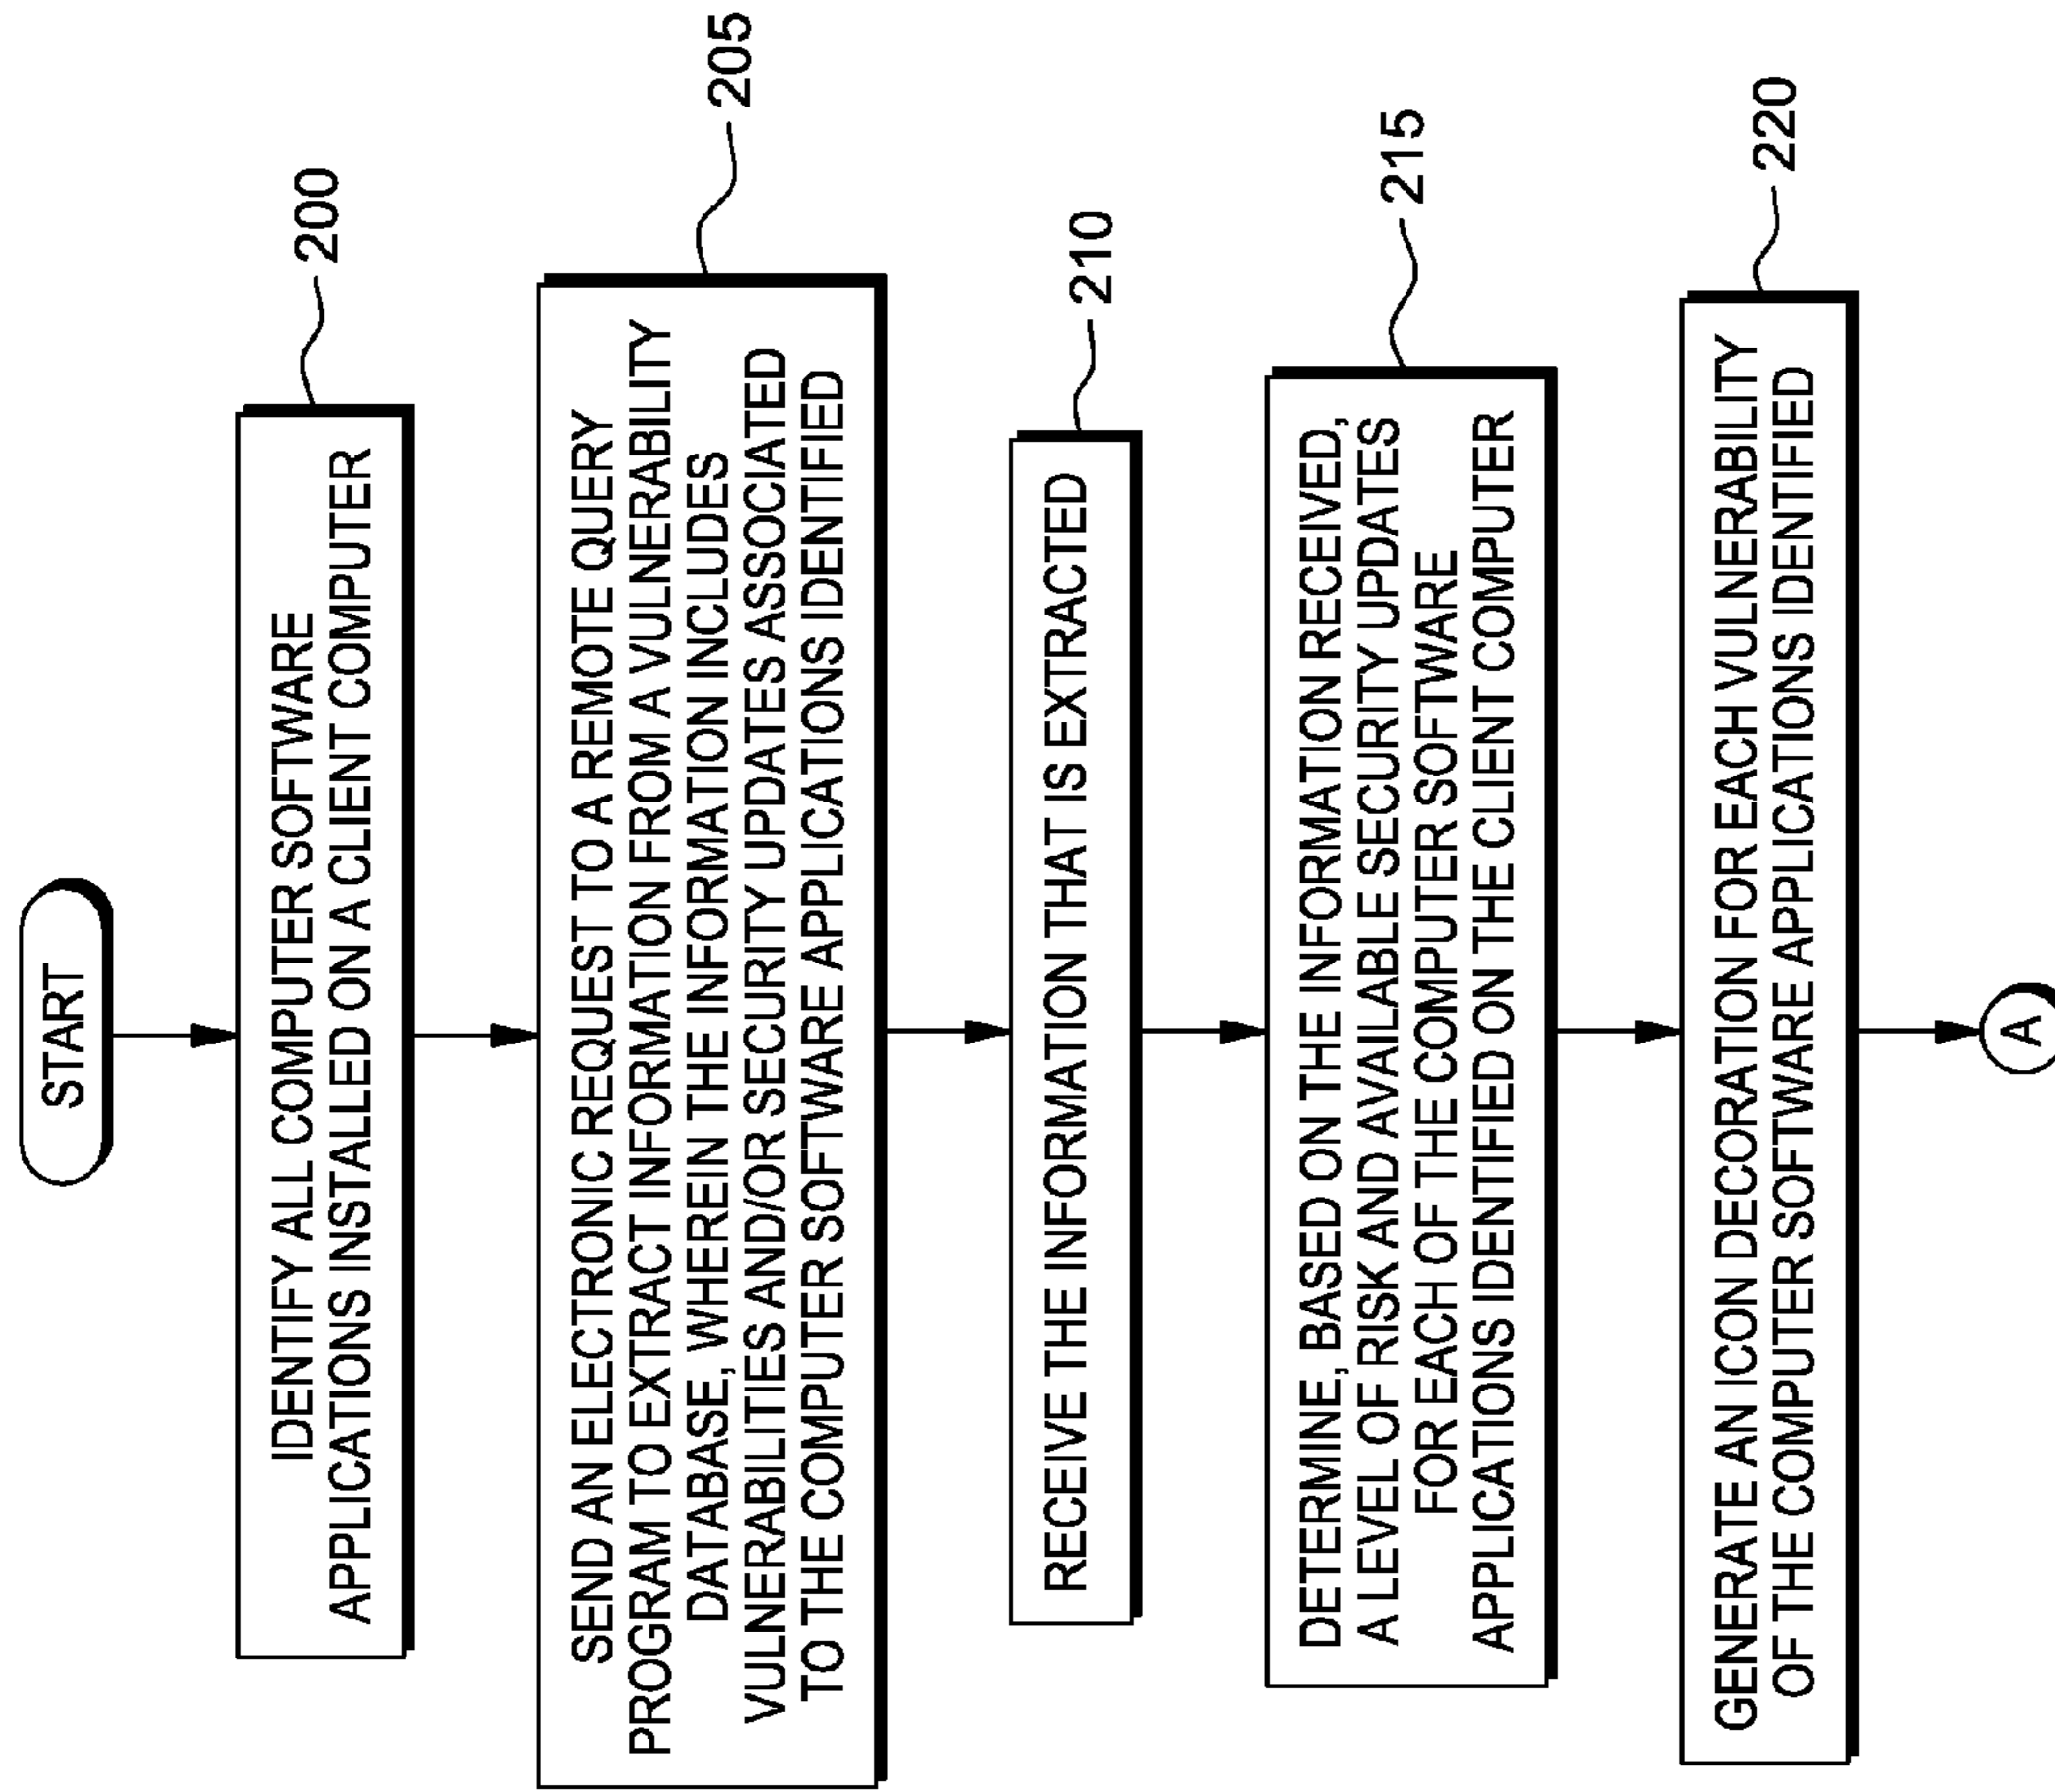 START
IDENTIFY ALL COMPUTER SOFTWARE
APPLICATIONS INSTALLED ON A CLIENT COMPUTER
200
SEND AN ELECTRONIC REQUEST TO A REMOTE QUERY
PROGRAM TO EXTRACT INFORMATION FROM A VULNERABILITY
DATABASE, WHEREIN THE INFORMATION INCLUDES
VULNERABILITIES AND/OR SECURITY UPDATES ASSOCIATED
TO THE COMPUTER SOFTWARE APPLICATIONS IDENTIFIED
205
RECEIVE THE INFORMATION THAT IS EXTRACTED
210
DETERMINE, BASED ON THE INFORMATION RECEIVED,
A LEVEL OF RISK AND AVAILABLE SECURITY UPDATES
FOR EACH OF THE COMPUTER SOFTWARE
APPLICATIONS IDENTIFIED ON THE CLIENT COMPUTER
215
GENERATE AN ICON DECORATION FOR EACH VULNERABILITY
OF THE COMPUTER SOFTWARE APPLICATIONS IDENTIFIED
220
A